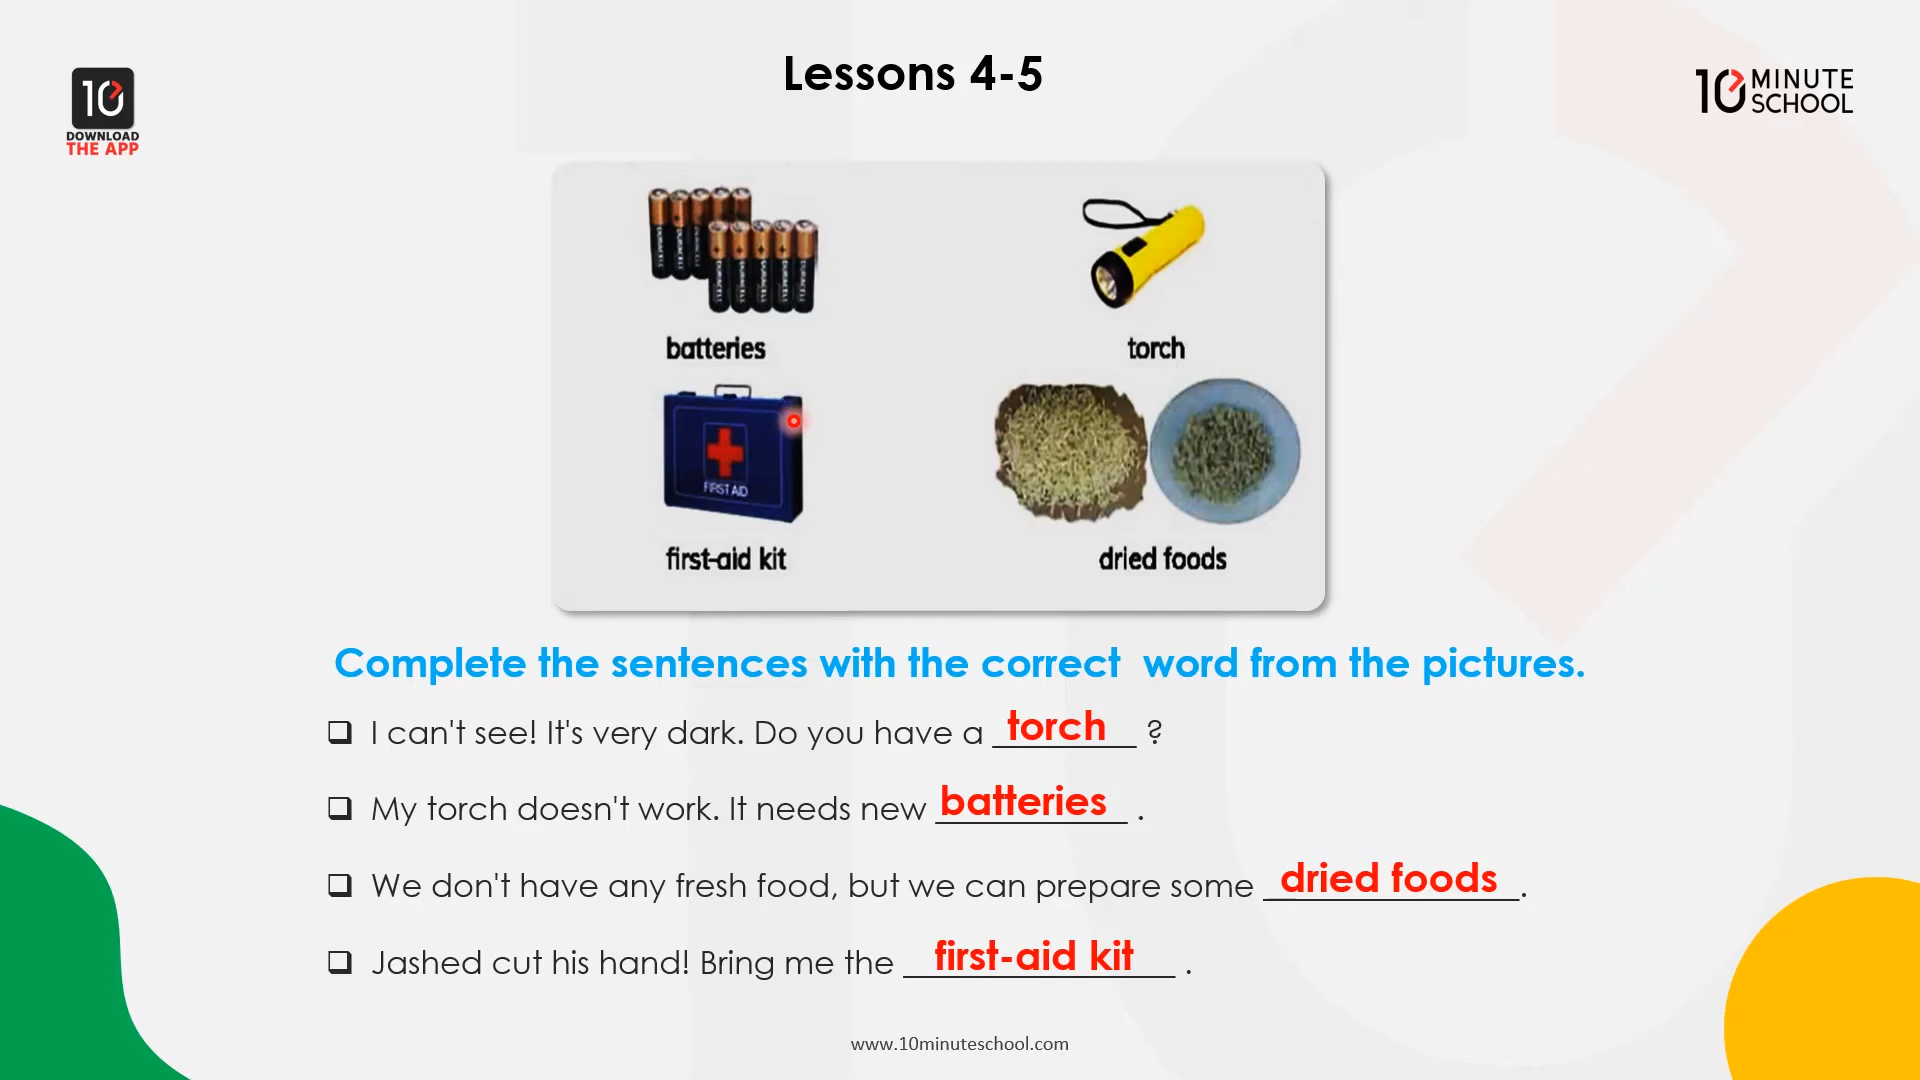 Lessons 4-5
10
DOWNLOAD
THE APP
10 MINUTE
SCHOOL
DURACELL
batteries
torch
FIRST AID
first-aid kit
dried foods
Complete the sentences with the correct word from the pictures.
I can't see! It's very dark. Do you have a torch ?
My torch doesn't work. It needs new batteries .
We don't have any fresh food, but we can prepare some dried foods.
Jashed cut his hand! Bring me the first-aid kit .
www.10minuteschool.com